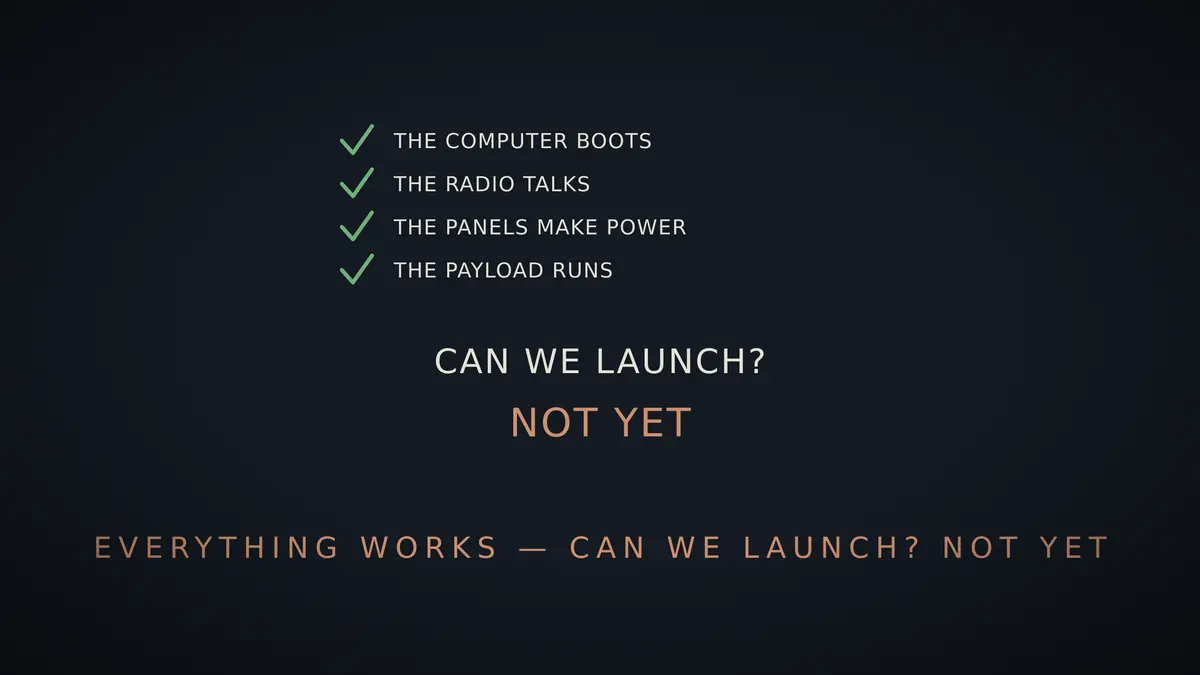 THE COMPUTER BOOTS
THE RADIO TALKS
THE PANELS MAKE POWER
THE PAYLOAD RUNS
CAN WE LAUNCH?
NOT YET
EVERYTHING WORKS — CAN WE LAUNCH? NOT YET